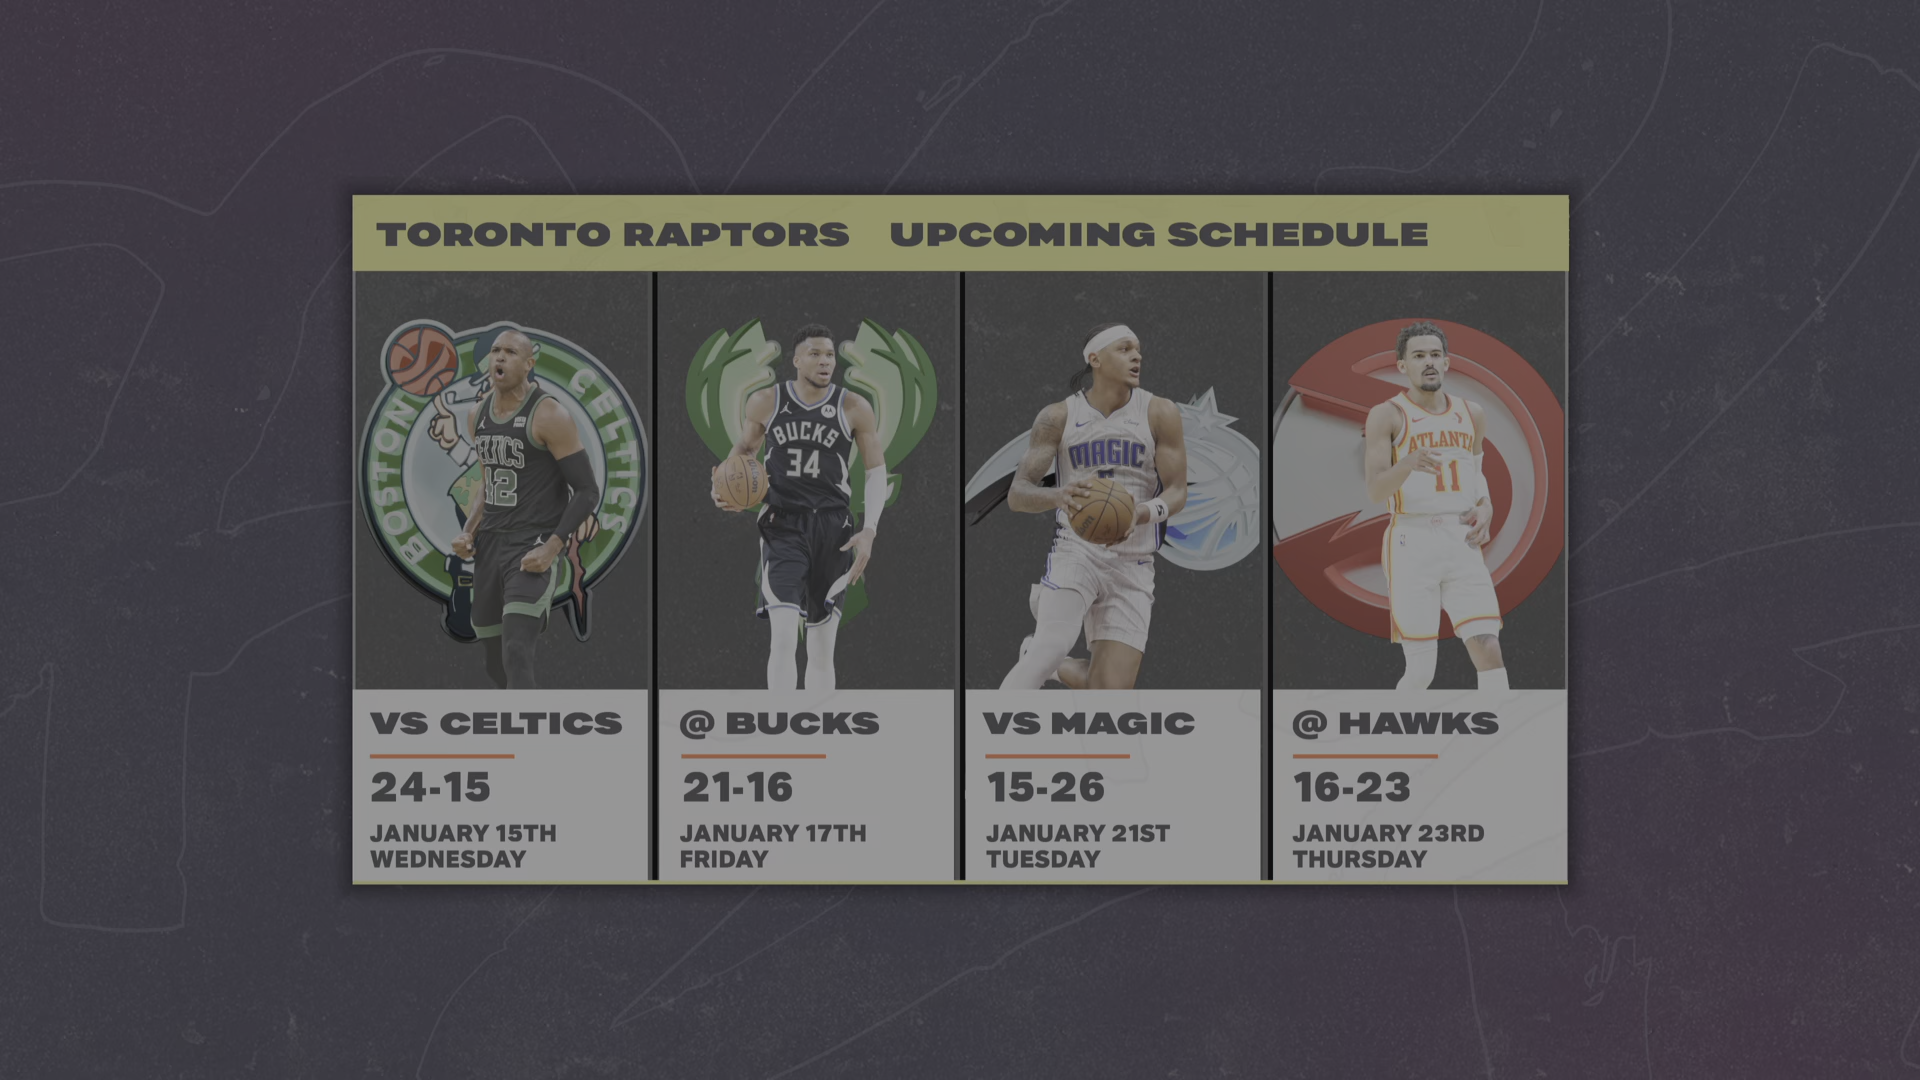 TORONTO RAPTORS UPCOMING SCHEDULE
BOSTON CELTICS
CELTICS
42
BUCKS
34
MAGIC
ATLANTA
11
VS CELTICS
24-15
JANUARY 15TH
WEDNESDAY
@ BUCKS
21-16
JANUARY 17TH
FRIDAY
VS MAGIC
15-26
JANUARY 21ST
TUESDAY
@ HAWKS
16-23
JANUARY 23RD
THURSDAY